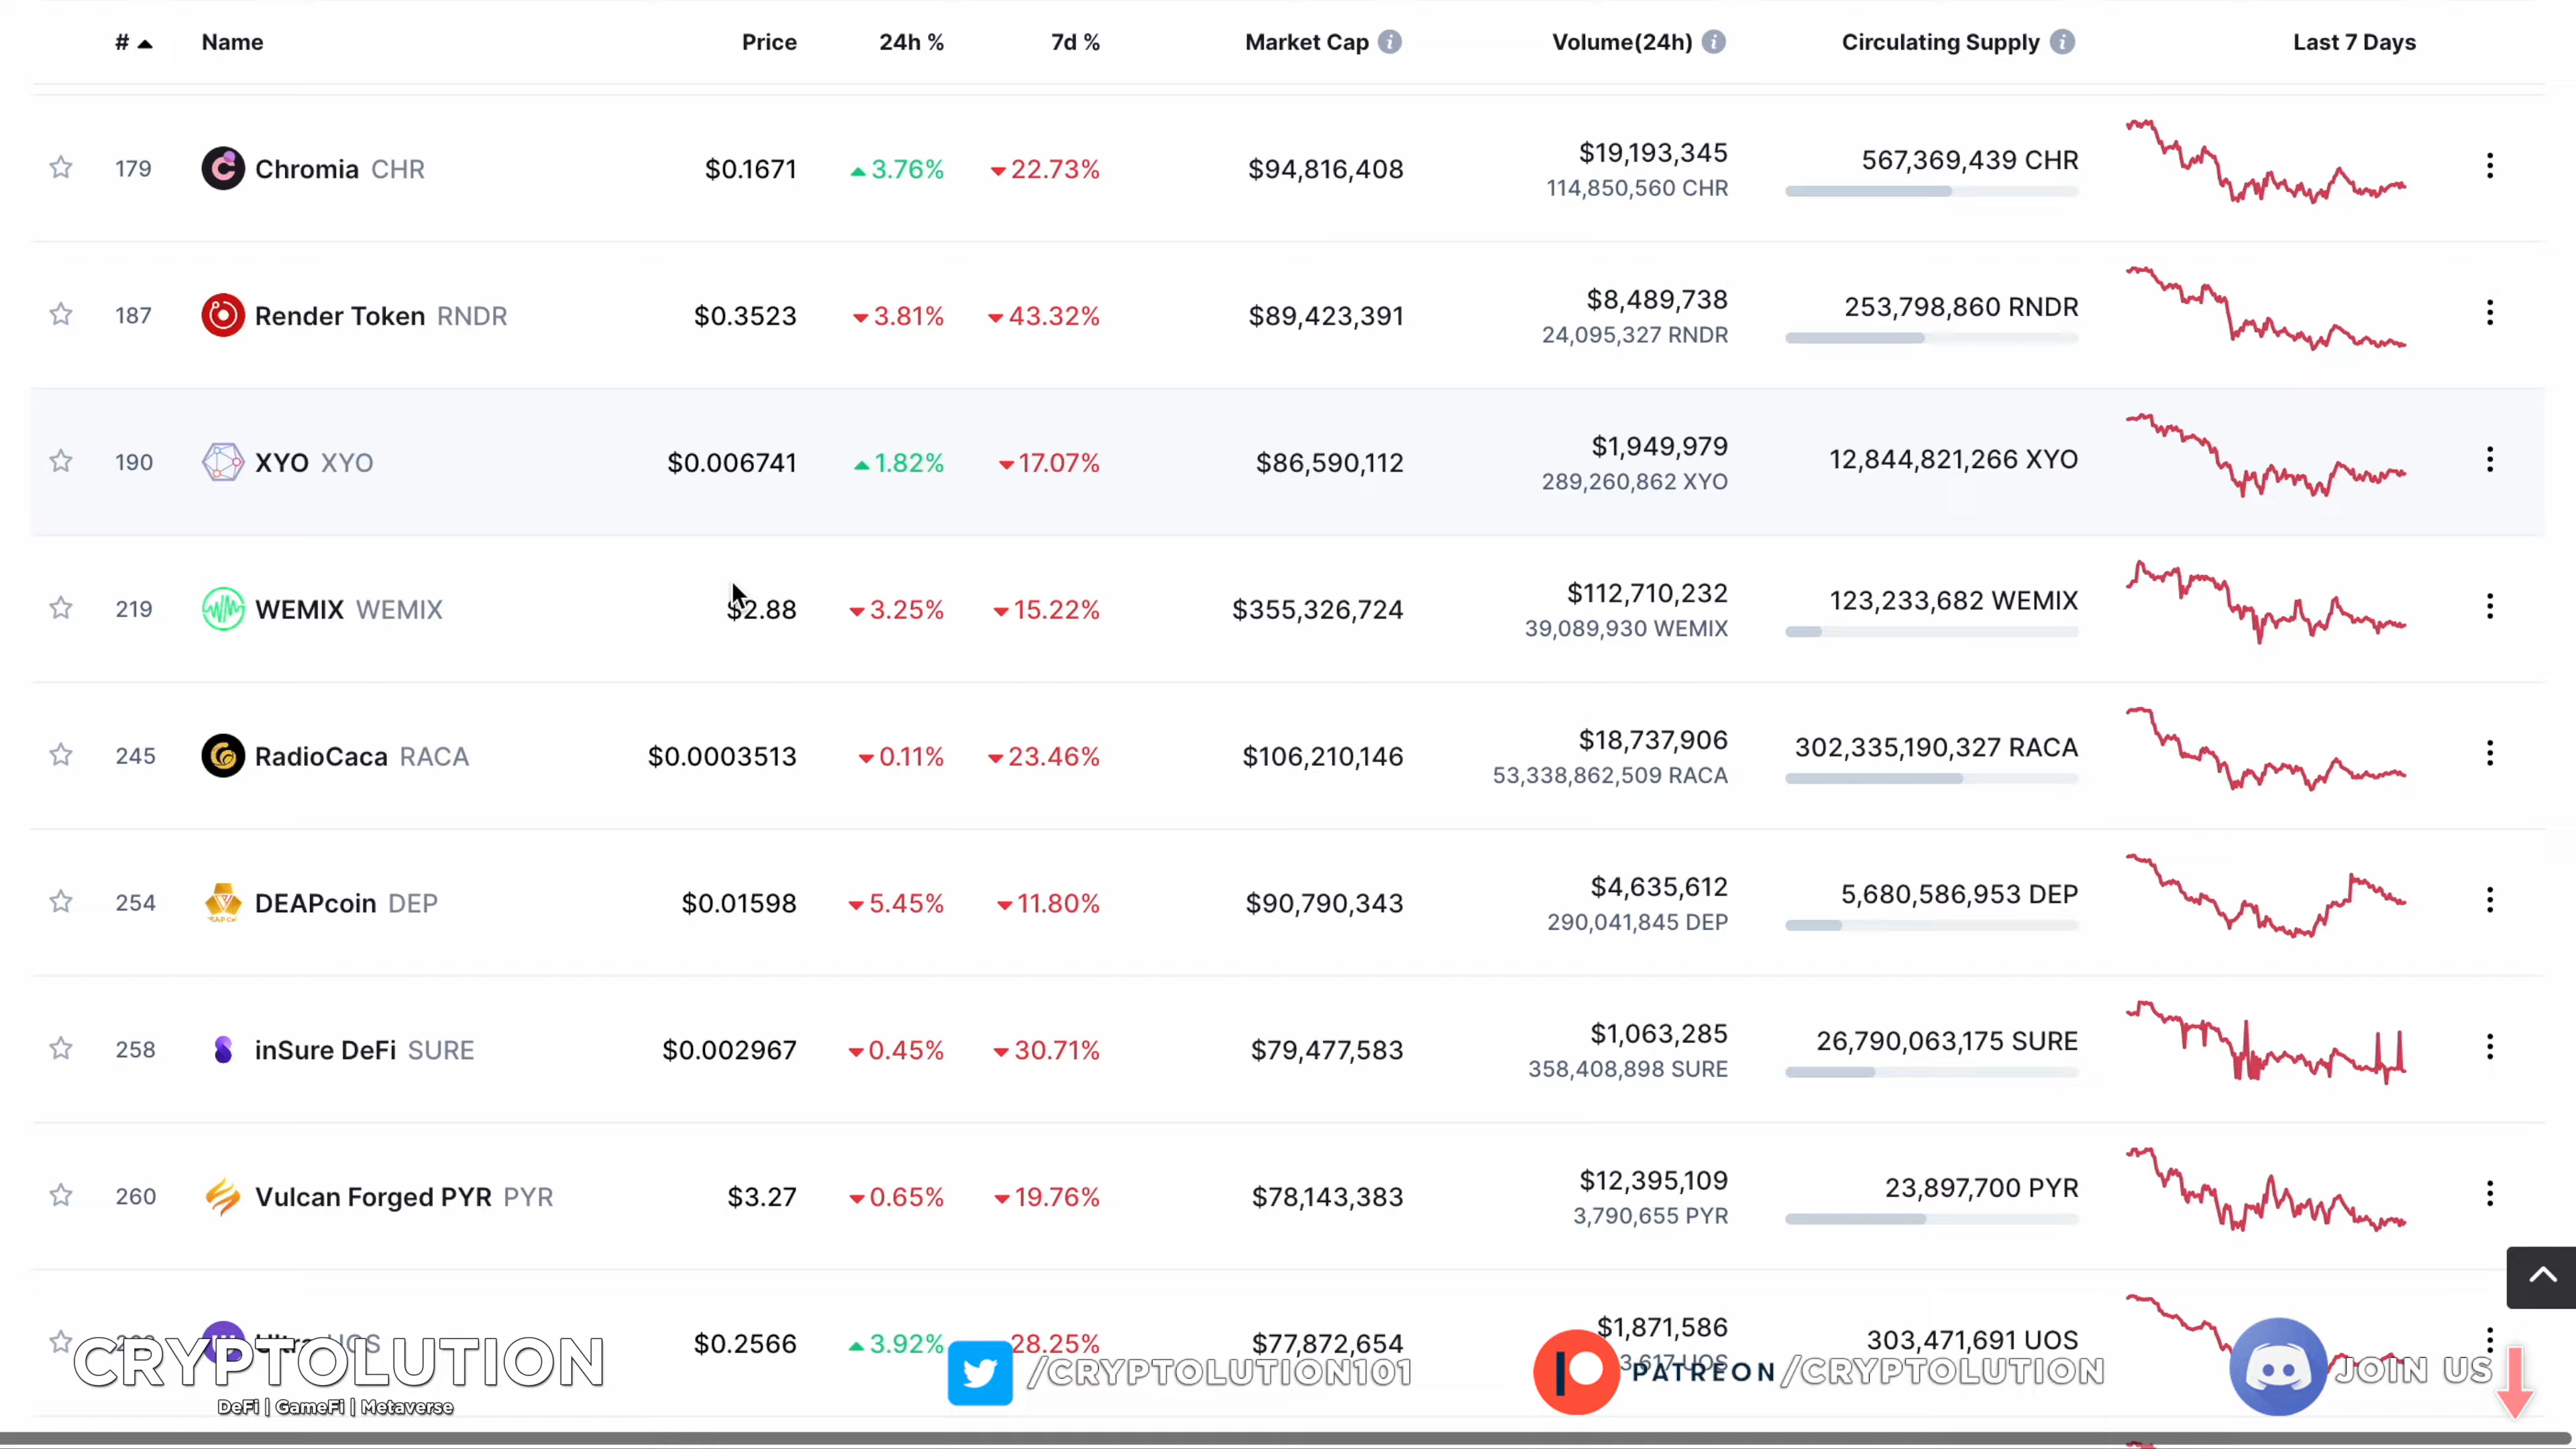 # Name Price 24h % 7d % Market Cap Volume(24h) Circulating Supply Last 7 Days
179 Chromia CHR $0.1671 3.76% 22.73% $94,816,408 $19,193,345 567,369,439 CHR
114,850,560 CHR
187 Render Token RNDR $0.3523 3.81% 43.32% $89,423,391 $8,489,738 253,798,860 RNDR
24,095,327 RNDR
190 XYO XYO $0.006741 1.82% 17.07% $86,590,112 $1,949,979 12,844,821,266 XYO
289,260,862 XYO
219 WEMIX WEMIX $2.88 3.25% 15.22% $355,326,724 $112,710,232 123,233,682 WEMIX
39,089,930 WEMIX
245 RadioCaca RACA $0.0003513 0.11% 23.46% $106,210,146 $18,737,906 302,335,190,327 RACA
53,338,862,509 RACA
254 DEAPcoin DEP $0.01598 5.45% 11.80% $90,790,343 $4,635,612 5,680,586,953 DEP
290,041,845 DEP
258 inSure DeFi SURE $0.002967 0.45% 30.71% $79,477,583 $1,063,285 26,790,063,175 SURE
358,408,898 SURE
260 Vulcan Forged PYR PYR $3.27 0.65% 19.76% $78,143,383 $12,395,109 23,897,700 PYR
3,790,655 PYR
Ultra UOS $0.2566 3.92% 28.25% $77,872,654 $1,871,586 303,471,691 UOS
CRYPTOLUTION /CRYPTOLUTION101 PATREON/CRYPTOLUTION JOIN US
DeFi | GameFi | Metaverse